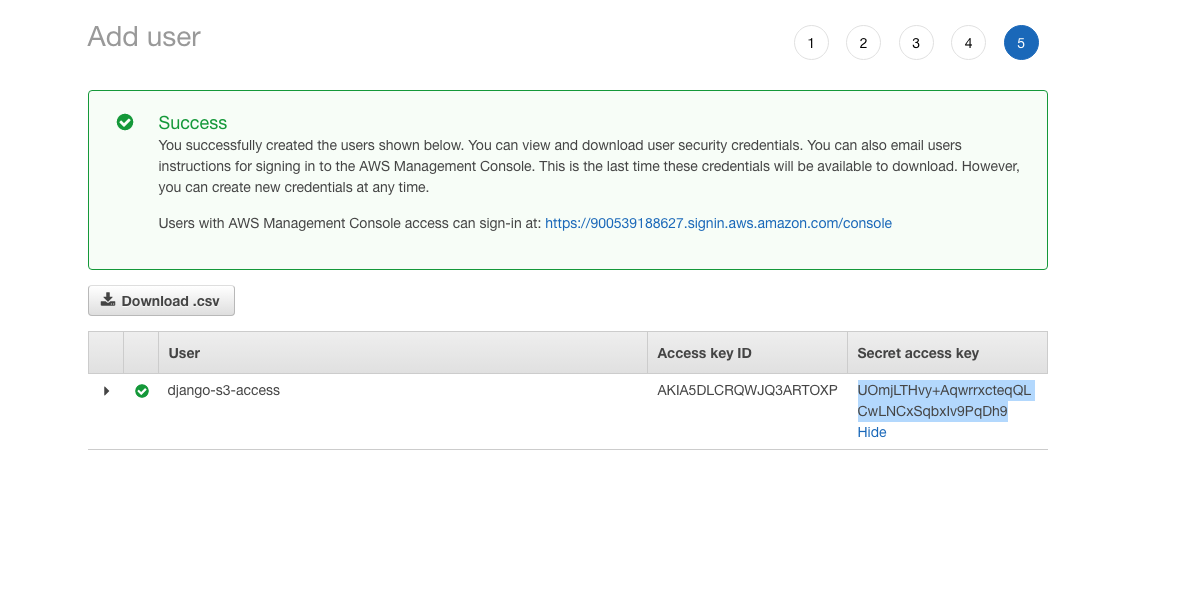 Add user
1 2 3 4 5
Success
You successfully created the users shown below. You can view and download user security credentials. You can also email users
instructions for signing in to the AWS Management Console. This is the last time these credentials will be available to download. However,
you can create new credentials at any time.
Users with AWS Management Console access can sign-in at: https://900539188627.signin.aws.amazon.com/console
Download .csv
User Access key ID Secret access key
django-s3-access AKIA5DLCRQWJQ3ARTOXP UOmjLTHvy+AqwrrxcteqQL
CwLNCxSqbxIv9PqDh9
Hide